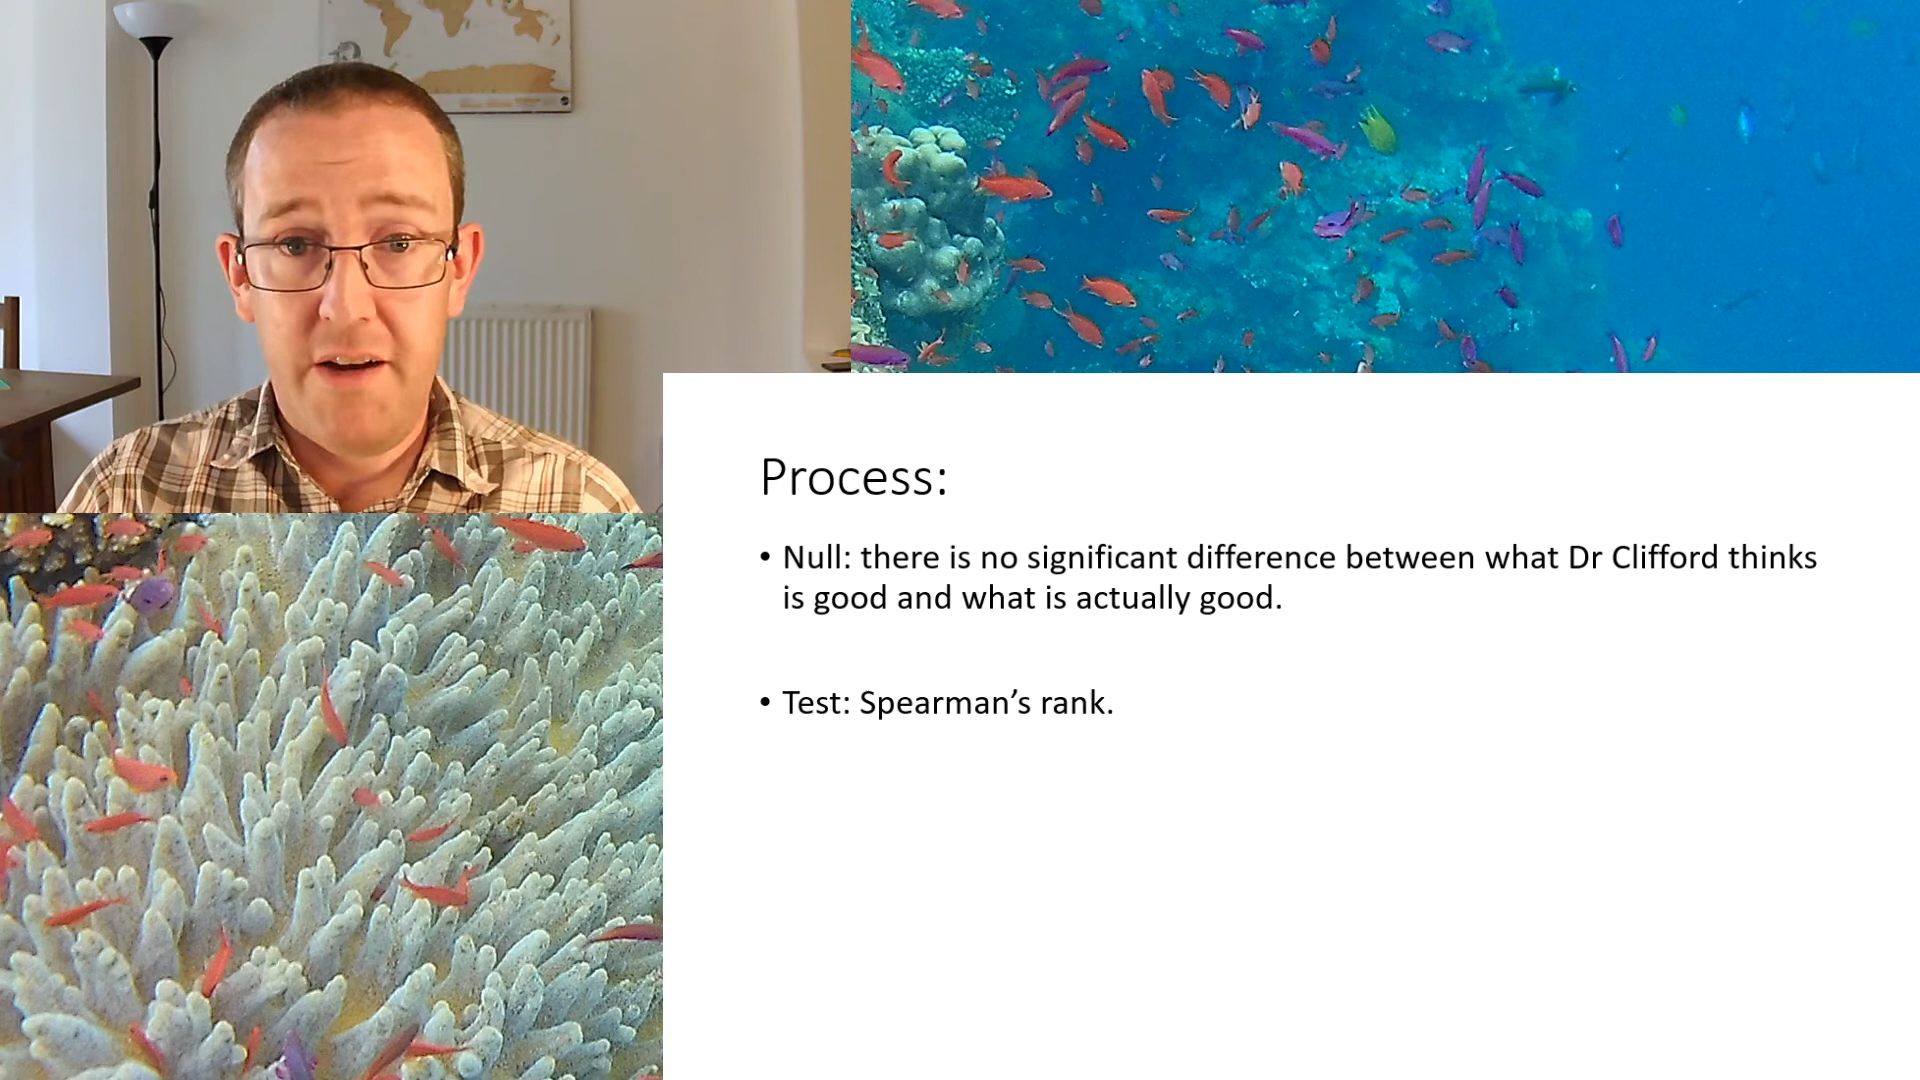 Process:
• Null: there is no significant difference between what Dr Clifford thinks
is good and what is actually good.
• Test: Spearman’s rank.